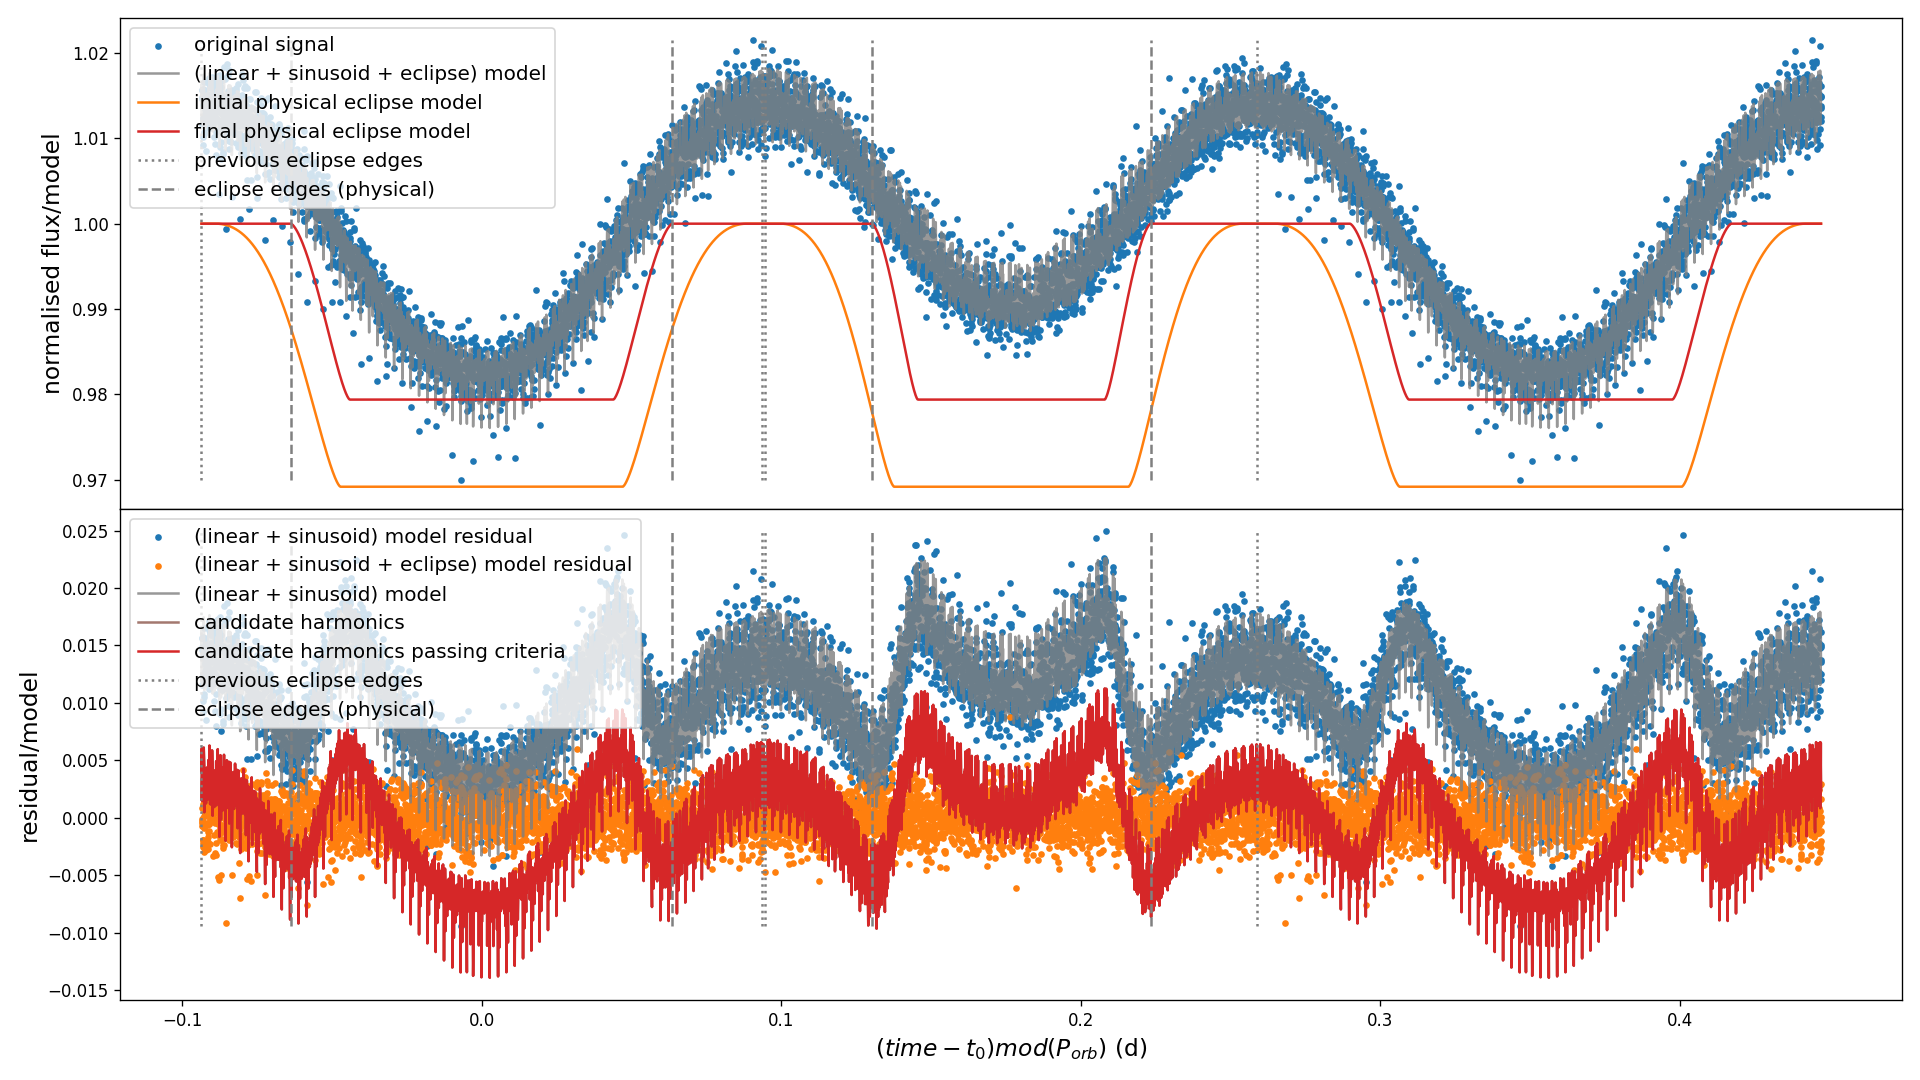 original signal
(linear + sinusoid + eclipse) model
initial physical eclipse model
final physical eclipse model
previous eclipse edges
eclipse edges (physical)
normalised flux/model
1.02
1.01
1.00
0.99
0.98
0.97
(linear + sinusoid) model residual
(linear + sinusoid + eclipse) model residual
(linear + sinusoid) model
candidate harmonics
candidate harmonics passing criteria
previous eclipse edges
eclipse edges (physical)
residual/model
0.025
0.020
0.015
0.010
0.005
0.000
−0.005
−0.010
−0.015
−0.1 0.0 0.1 0.2 0.3 0.4
(time − t0)mod(Porb) (d)